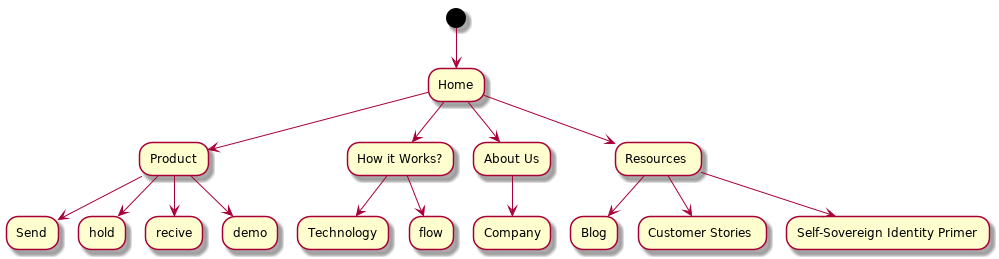 Home
Product
How it Works?
About Us
Resources
Send
hold
recive
demo
Technology
flow
Company
Blog
Customer Stories
Self-Sovereign Identity Primer